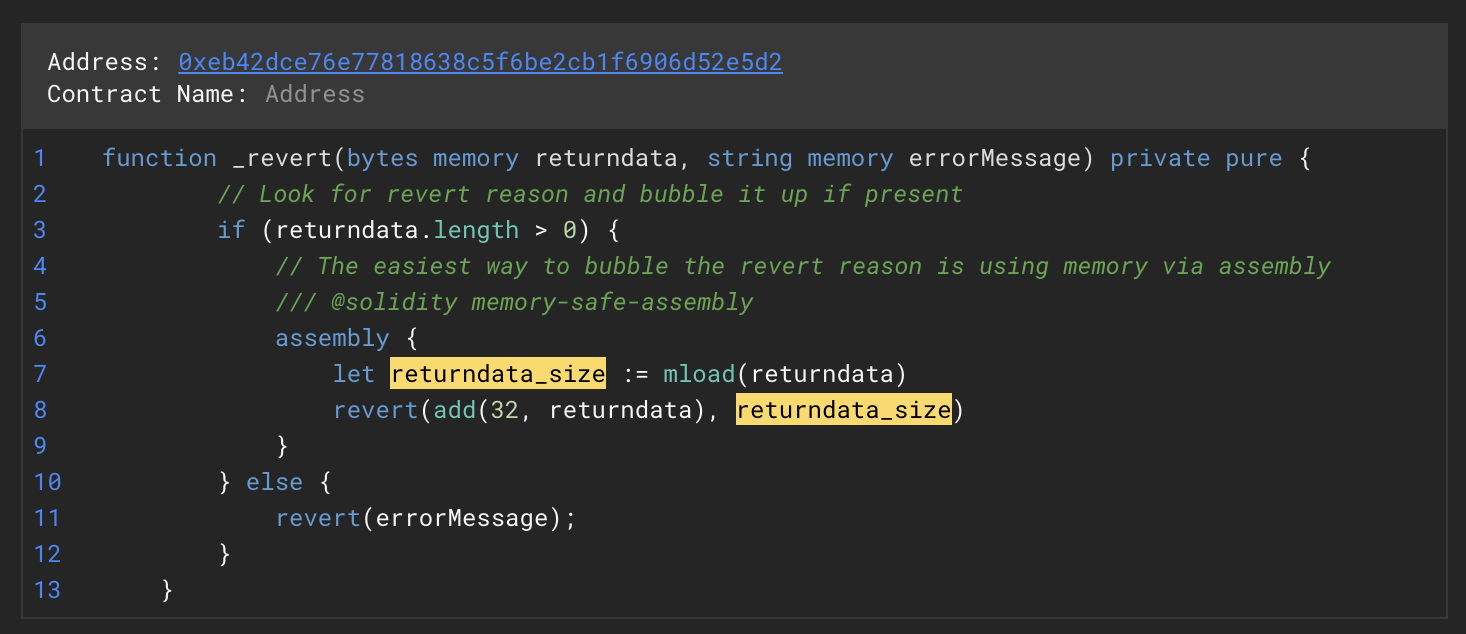 Address: 0xeb42dce76e77818638c5f6be2cb1f6906d52e5d2
Contract Name: Address
1 function _revert(bytes memory returndata, string memory errorMessage) private pure {
2 // Look for revert reason and bubble it up if present
3 if (returndata.length > 0) {
4 // The easiest way to bubble the revert reason is using memory via assembly
5 /// @solidity memory-safe-assembly
6 assembly {
7 let returndata_size := mload(returndata)
8 revert(add(32, returndata), returndata_size)
9 }
10 } else {
11 revert(errorMessage);
12 }
13 }